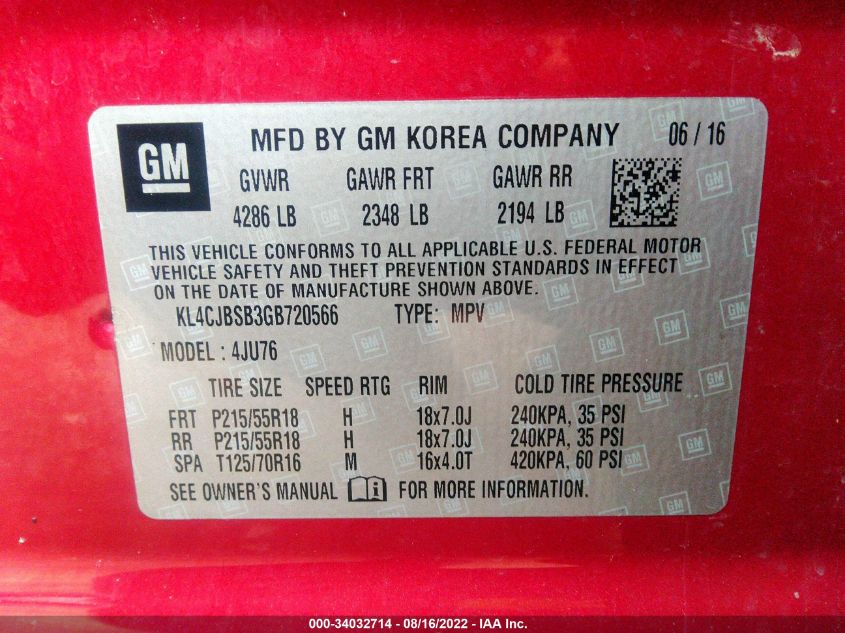 GM
MFD BY GM KOREA COMPANY 06 / 16
GVWR GAWR FRT GAWR RR
4286 LB 2348 LB 2194 LB
THIS VEHICLE CONFORMS TO ALL APPLICABLE U.S. FEDERAL MOTOR
VEHICLE SAFETY AND THEFT PREVENTION STANDARDS IN EFFECT
ON THE DATE OF MANUFACTURE SHOWN ABOVE.
KL4CJBSB3GB720566 TYPE: MPV
MODEL : 4JU76
TIRE SIZE SPEED RTG RIM COLD TIRE PRESSURE
FRT P215/55R18 H 18x7.0J 240KPA, 35 PSI
RR P215/55R18 H 18x7.0J 240KPA, 35 PSI
SPA T125/70R16 M 16x4.0T 420KPA, 60 PSI
SEE OWNER'S MANUAL FOR MORE INFORMATION.
000-34032714 - 08/16/2022 - IAA Inc.